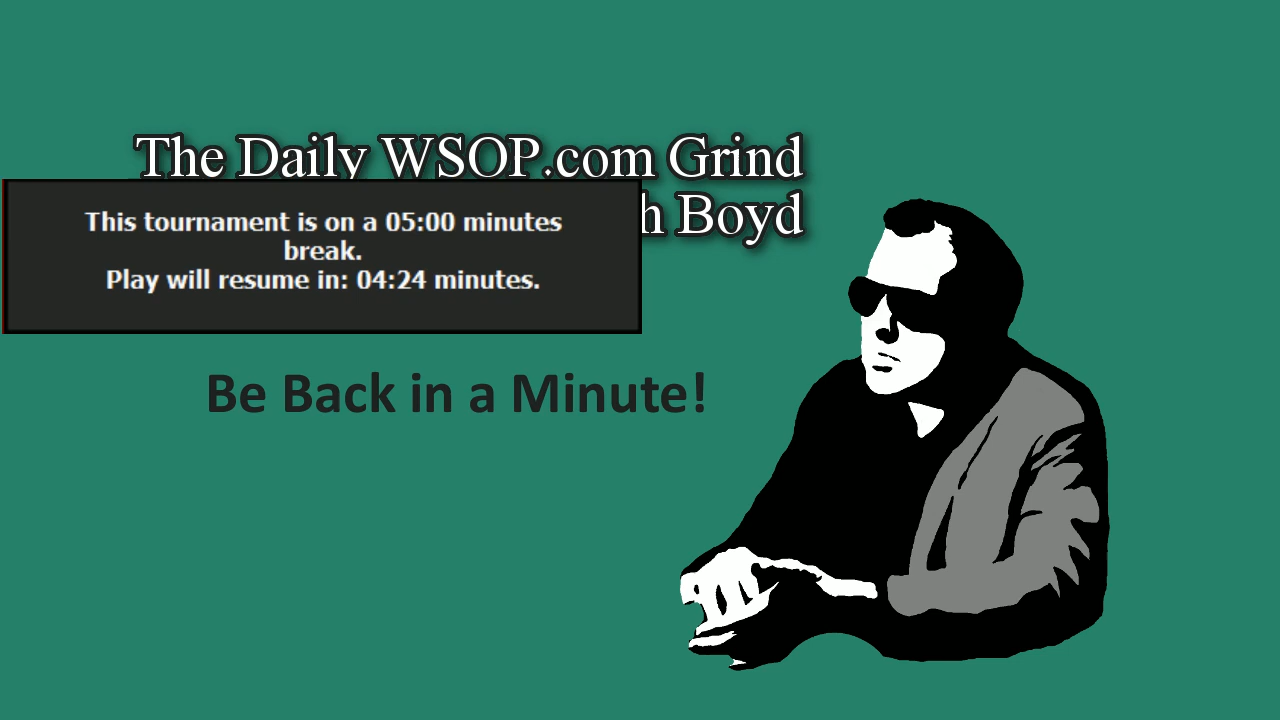 The Daily WSOP.com Grind
Boyd
This tournament is on a 05:00 minutes
break.
Play will resume in: 04:24 minutes.
Be Back in a Minute!